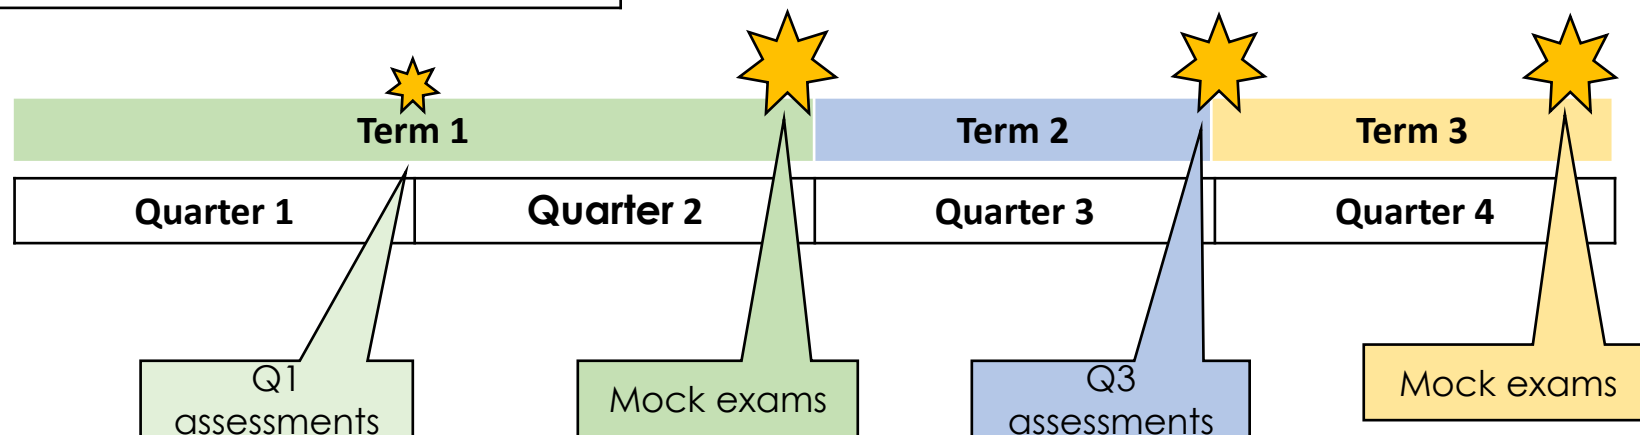 Term 1
Term 2
Term 3
Quarter 1
Quarter 2
Quarter 3
Quarter 4
Q1
assessments
Mock exams
Q3
assessments
Mock exams